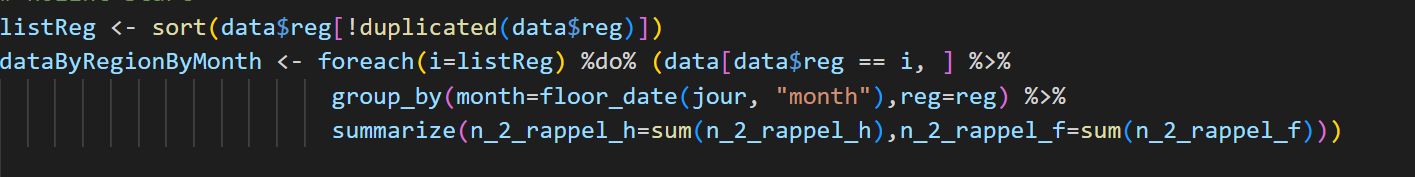 listReg <- sort(data$reg[!duplicated(data$reg)])
dataByRegionByMonth <- foreach(i=listReg) %do% (data[data$reg == i, ] %>%
group_by(month=floor_date(jour, "month"),reg=reg) %>%
summarize(n_2_rappel_h=sum(n_2_rappel_h),n_2_rappel_f=sum(n_2_rappel_f)))